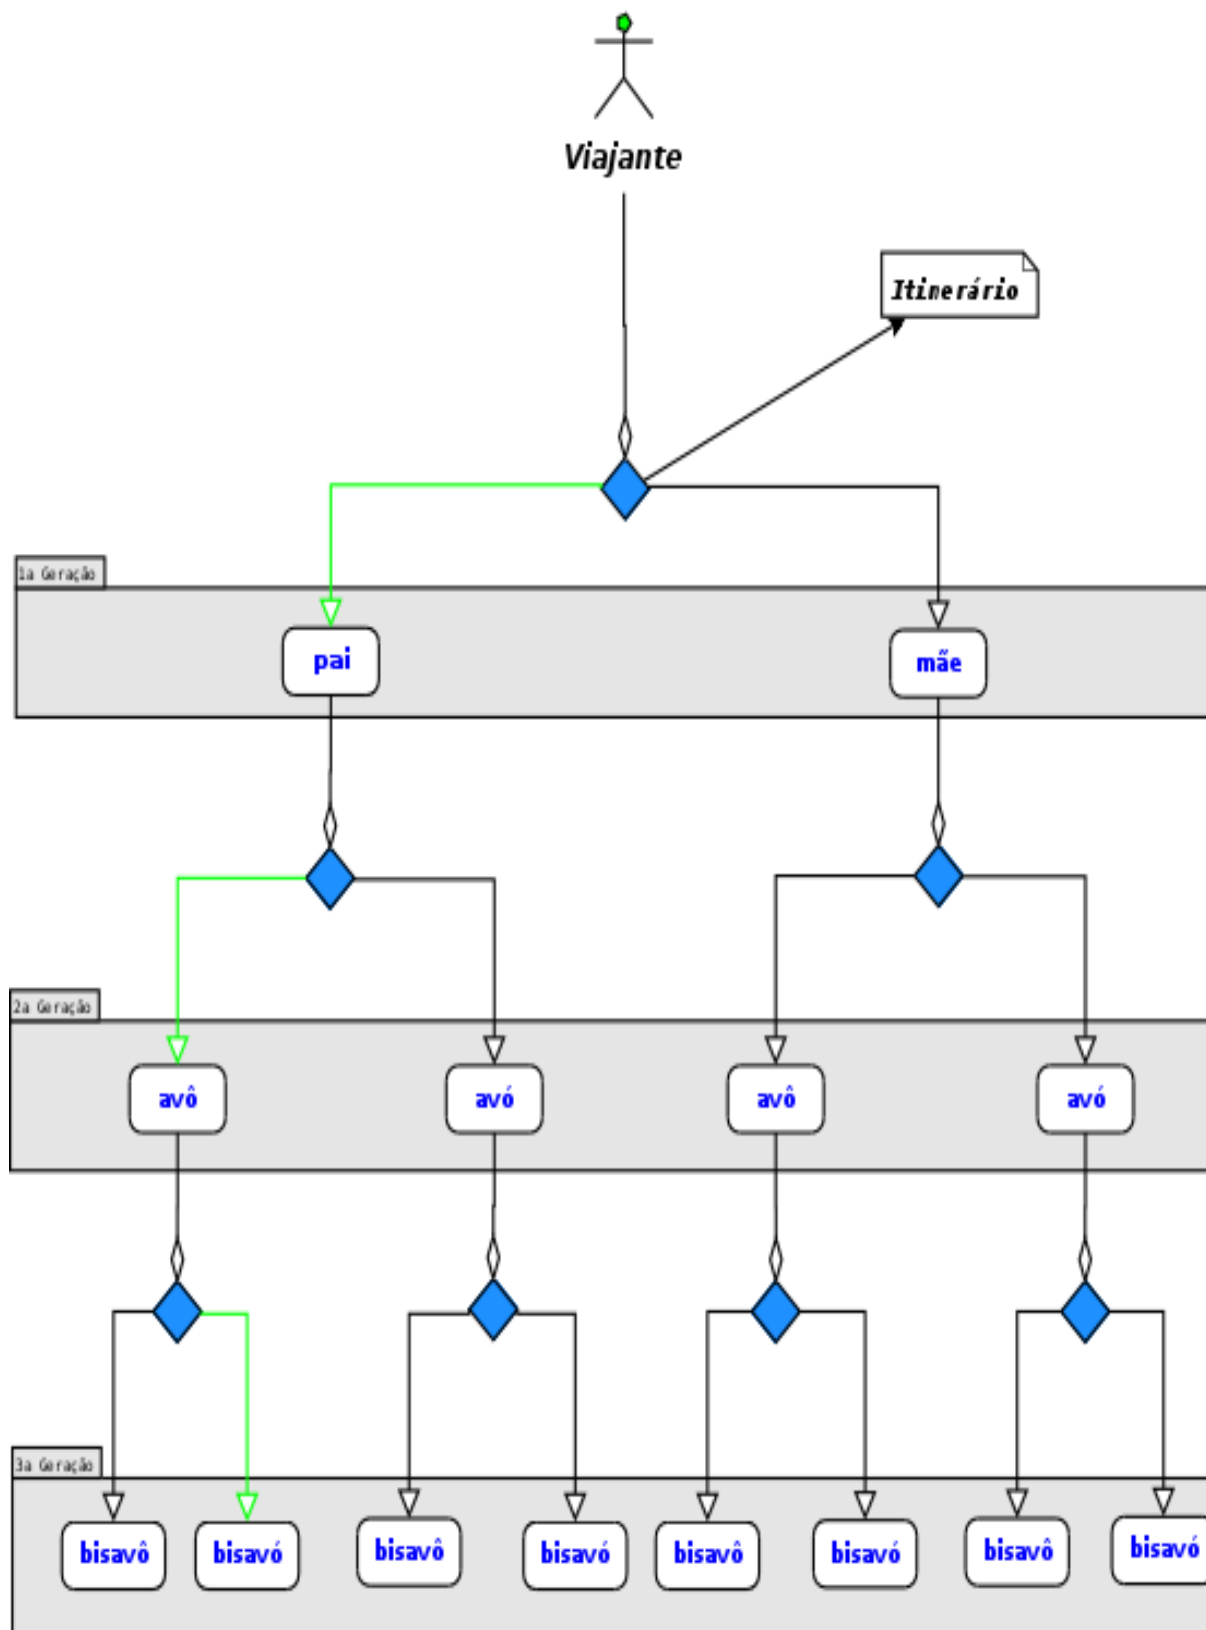 Viajante
Itinerário
1a Geração
pai
mãe
2a Geração
avô
avó
avô
avó
3a Geração
bisavô
bisavó
bisavô
bisavó
bisavô
bisavó
bisavô
bisavó